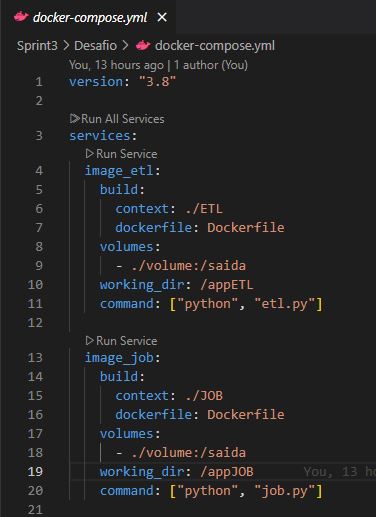 docker-compose.yml ×
Sprint3 > Desafio > docker-compose.yml
You, 13 hours ago | 1 author (You)
1 version: "3.8"
2
Run All Services
3 services:
Run Service
4 image_etl:
5 build:
6 context: ./ETL
7 dockerfile: Dockerfile
8 volumes:
9 - ./volume:/saida
10 working_dir: /appETL
11 command: ["python", "etl.py"]
12
Run Service
13 image_job:
14 build:
15 context: ./JOB
16 dockerfile: Dockerfile
17 volumes:
18 - ./volume:/saida
19 working_dir: /appJOB You, 13 h
20 command: ["python", "job.py"]
21